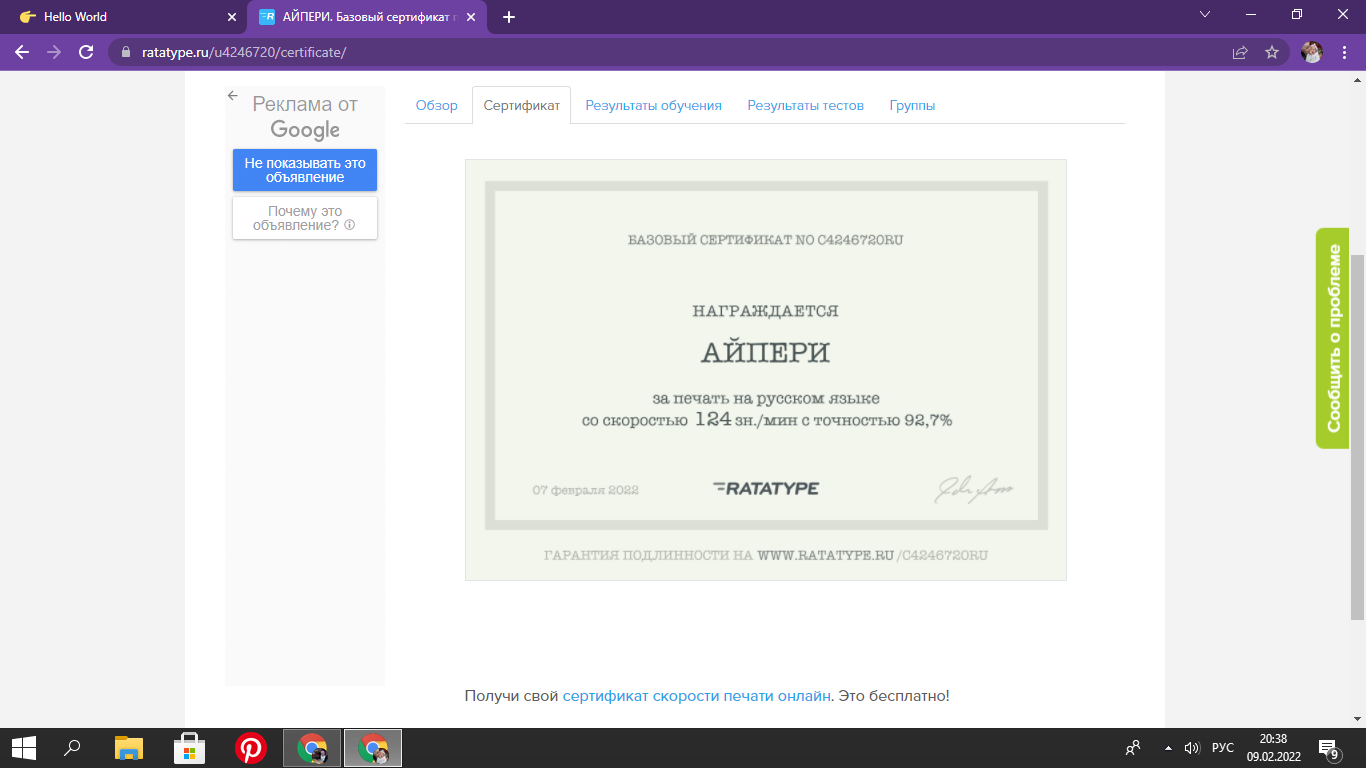 Hello World
АЙПЕРИ. Базовый сертификат
ratatype.ru/u4246720/certificate/
Реклама от
Google
Не показывать это
объявление
Почему это
объявление?
Обзор
Сертификат
Результаты обучения
Результаты тестов
Группы
БАЗОВЫЙ СЕРТИФИКАТ NO C4246720RU
НАГРАЖДАЕТСЯ
АЙПЕРИ
за печать на русском языке
со скоростью 124 зн./мин с точностью 92,7%
07 февраля 2022
RATATYPE
ГАРАНТИЯ ПОДЛИННОСТИ НА WWW.RATATYPE.RU/C4246720RU
Получи свой сертификат скорости печати онлайн. Это бесплатно!
Сообщить о проблеме
РУС
20:38
09.02.2022
9